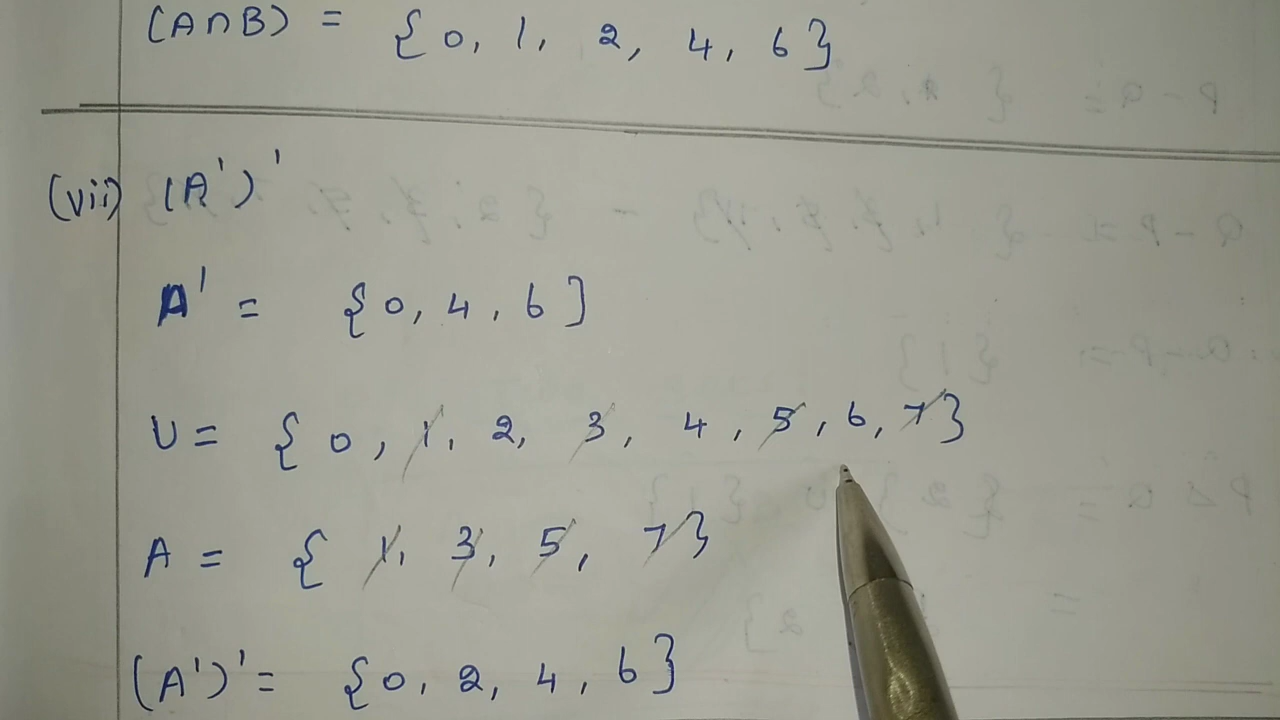 (A∩B) = {0, 1, 2, 4, 6}
(vii) (A')'
A' = {0, 4, 6}
U = {0, 1, 2, 3, 4, 5, 6, 7}
A = {1, 3, 5, 7}
(A')' = {0, 2, 4, 6}